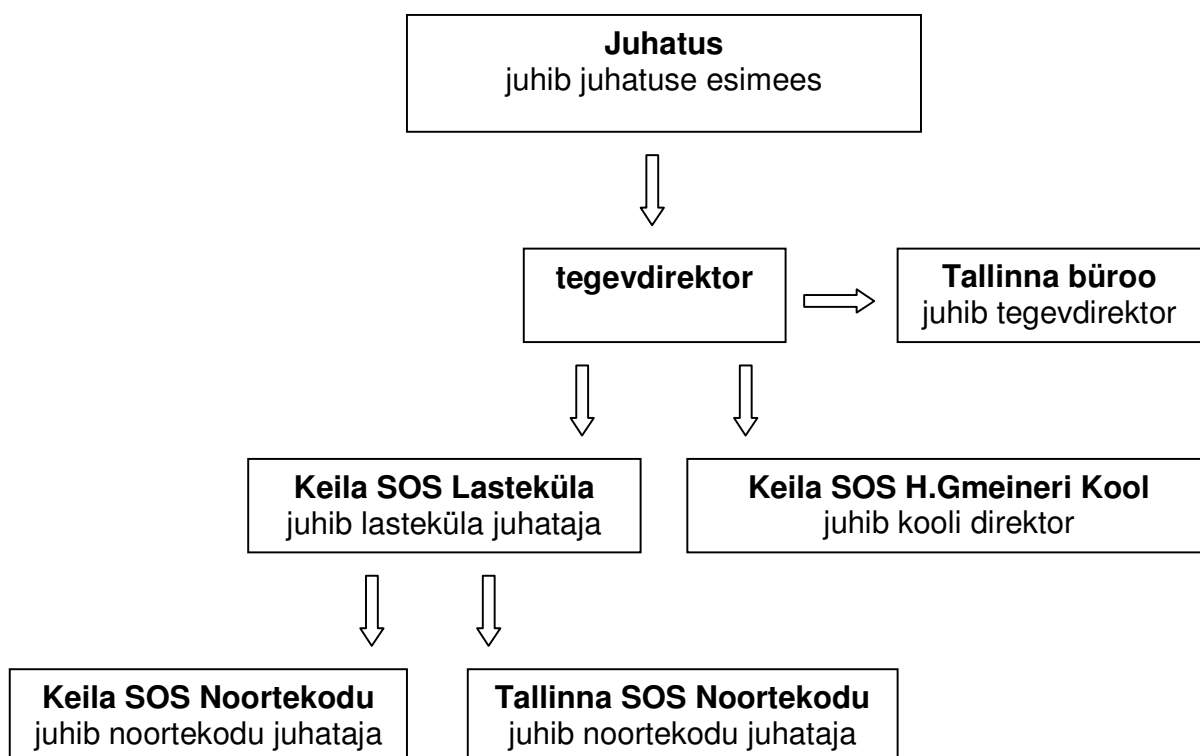 Juhatus
juhib juhatuse esimees
tegevdirektor
Tallinna büroo
juhib tegevdirektor
Keila SOS Lasteküla
juhib lasteküla juhataja
Keila SOS H.Gmeineri Kool
juhib kooli direktor
Keila SOS Noortekodu
juhib noortekodu juhataja
Tallinna SOS Noortekodu
juhib noortekodu juhataja